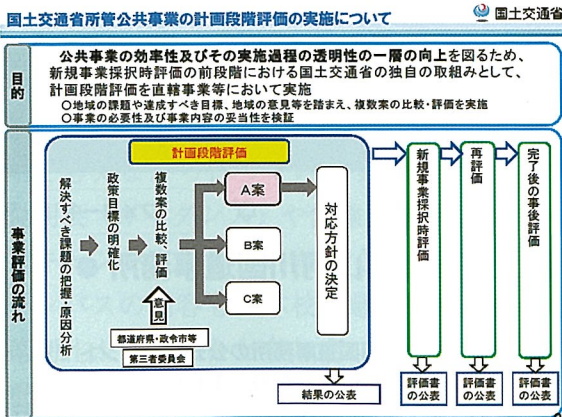 国土交通省所管公共事業の計画段階評価の実施について
国土交通省
目的
公共事業の効率性及びその実施過程の透明性の一層の向上を図るため、
新規事業採択時評価の前段階における国土交通省の独自の取組みとして、
計画段階評価を直轄事業等において実施
○地域の課題や達成すべき目標、地域の意見等を踏まえ、複数案の比較・評価を実施
○事業の必要性及び事業内容の妥当性を検証
事業評価の流れ
計画段階評価
解決すべき課題の把握・原因分析
政策目標の明確化
複数案の比較、評価
A案
B案
C案
対応方針の決定
意見
都道府県・政令市等
第三者委員会
結果の公表
新規事業採択時評価
再評価
完了後の事後評価
評価書
の公表
評価書
の公表
評価書
の公表